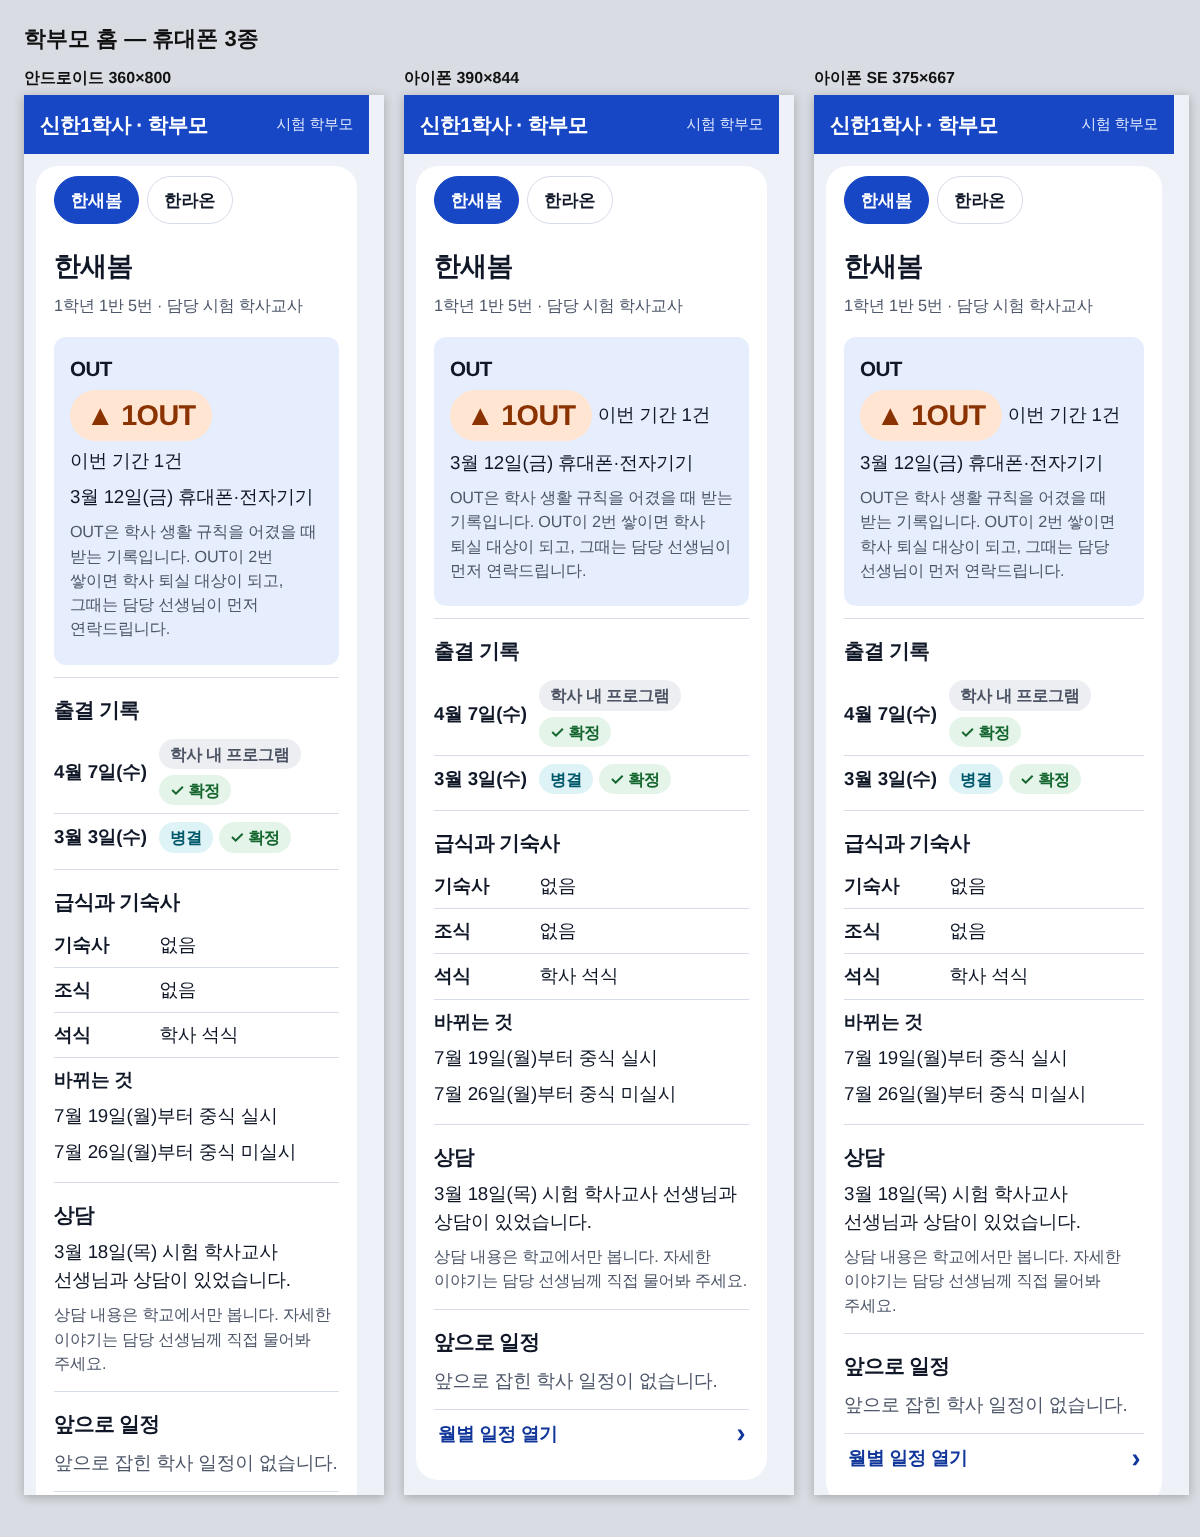 학부모 홈 — 휴대폰 3종
안드로이드 360×800
신한1학사 · 학부모 시험 학부모
한새봄 한라온
한새봄
1학년 1반 5번 · 담당 시험 학사교사
OUT
▲ 1OUT
이번 기간 1건
3월 12일(금) 휴대폰·전자기기
OUT은 학사 생활 규칙을 어겼을 때
받는 기록입니다. OUT이 2번
쌓이면 학사 퇴실 대상이 되고,
그때는 담당 선생님이 먼저
연락드립니다.
출결 기록
4월 7일(수) 학사 내 프로그램
✓ 확정
3월 3일(수) 병결 ✓ 확정
급식과 기숙사
기숙사 없음
조식 없음
석식 학사 석식
바뀌는 것
7월 19일(월)부터 중식 실시
7월 26일(월)부터 중식 미실시
상담
3월 18일(목) 시험 학사교사
선생님과 상담이 있었습니다.
상담 내용은 학교에서만 봅니다. 자세한
이야기는 담당 선생님께 직접 물어봐
주세요.
앞으로 일정
앞으로 잡힌 학사 일정이 없습니다.
아이폰 390×844
신한1학사 · 학부모 시험 학부모
한새봄 한라온
한새봄
1학년 1반 5번 · 담당 시험 학사교사
OUT
▲ 1OUT 이번 기간 1건
3월 12일(금) 휴대폰·전자기기
OUT은 학사 생활 규칙을 어겼을 때 받는
기록입니다. OUT이 2번 쌓이면 학사
퇴실 대상이 되고, 그때는 담당 선생님이
먼저 연락드립니다.
출결 기록
4월 7일(수) 학사 내 프로그램
✓ 확정
3월 3일(수) 병결 ✓ 확정
급식과 기숙사
기숙사 없음
조식 없음
석식 학사 석식
바뀌는 것
7월 19일(월)부터 중식 실시
7월 26일(월)부터 중식 미실시
상담
3월 18일(목) 시험 학사교사 선생님과
상담이 있었습니다.
상담 내용은 학교에서만 봅니다. 자세한
이야기는 담당 선생님께 직접 물어봐 주세요.
앞으로 일정
앞으로 잡힌 학사 일정이 없습니다.
월별 일정 열기 ›
아이폰 SE 375×667
신한1학사 · 학부모 시험 학부모
한새봄 한라온
한새봄
1학년 1반 5번 · 담당 시험 학사교사
OUT
▲ 1OUT 이번 기간 1건
3월 12일(금) 휴대폰·전자기기
OUT은 학사 생활 규칙을 어겼을 때
받는 기록입니다. OUT이 2번 쌓이면
학사 퇴실 대상이 되고, 그때는 담당
선생님이 먼저 연락드립니다.
출결 기록
4월 7일(수) 학사 내 프로그램
✓ 확정
3월 3일(수) 병결 ✓ 확정
급식과 기숙사
기숙사 없음
조식 없음
석식 학사 석식
바뀌는 것
7월 19일(월)부터 중식 실시
7월 26일(월)부터 중식 미실시
상담
3월 18일(목) 시험 학사교사
선생님과 상담이 있었습니다.
상담 내용은 학교에서만 봅니다. 자세한
이야기는 담당 선생님께 직접 물어봐
주세요.
앞으로 일정
앞으로 잡힌 학사 일정이 없습니다.
월별 일정 열기 ›